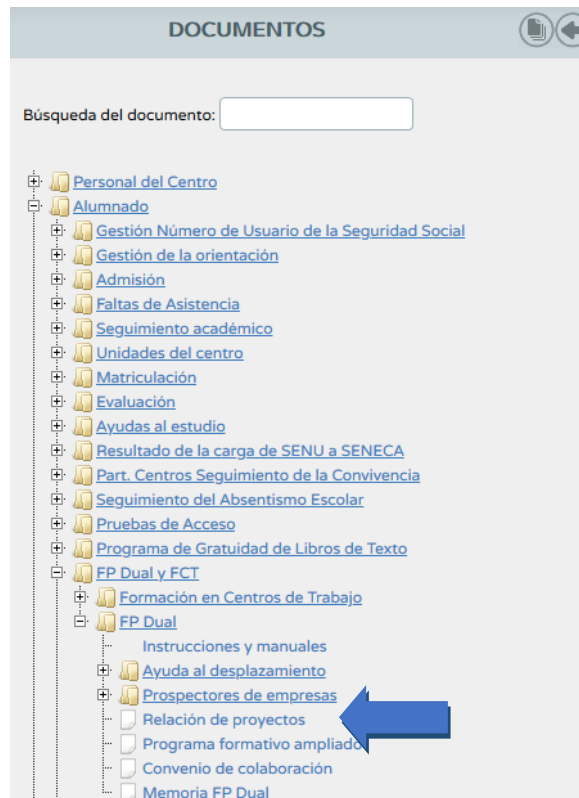 DOCUMENTOS
Búsqueda del documento:
Personal del Centro
Alumnado
Gestión Número de Usuario de la Seguridad Social
Gestión de la orientación
Admisión
Faltas de Asistencia
Seguimiento académico
Unidades del centro
Matriculación
Evaluación
Ayudas al estudio
Resultado de la carga de SENU a SENECA
Part. Centros Seguimiento de la Convivencia
Seguimiento del Absentismo Escolar
Pruebas de Acceso
Programa de Gratuidad de Libros de Texto
FP Dual y FCT
Formación en Centros de Trabajo
FP Dual
Instrucciones y manuales
Ayuda al desplazamiento
Prospectores de empresas
Relación de proyectos
Programa formativo ampliado
Convenio de colaboración
Memoria FP Dual